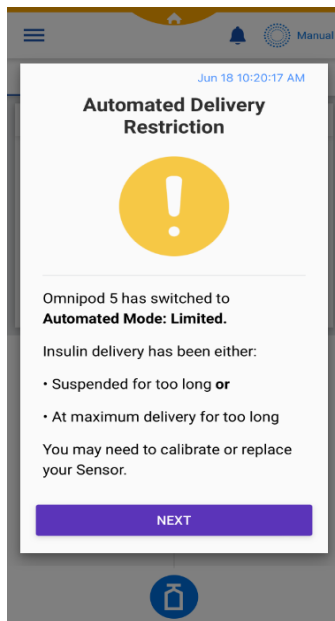 Manual
Jun 18 10:20:17 AM
Automated Delivery
Restriction
Omnipod 5 has switched to
Automated Mode: Limited.
Insulin delivery has been either:
• Suspended for too long or
• At maximum delivery for too long
You may need to calibrate or replace
your Sensor.
NEXT